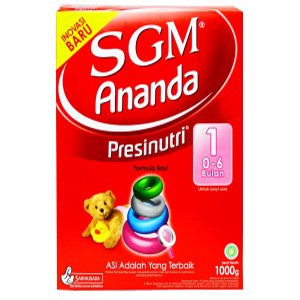 INOVASI
BARU
SGM
Ananda
Presinutri®
1
0-6
Bulan
Formula Bayi
Untuk bayi usia
ASI Adalah Yang Terbaik
SARIHUSADA
1000g